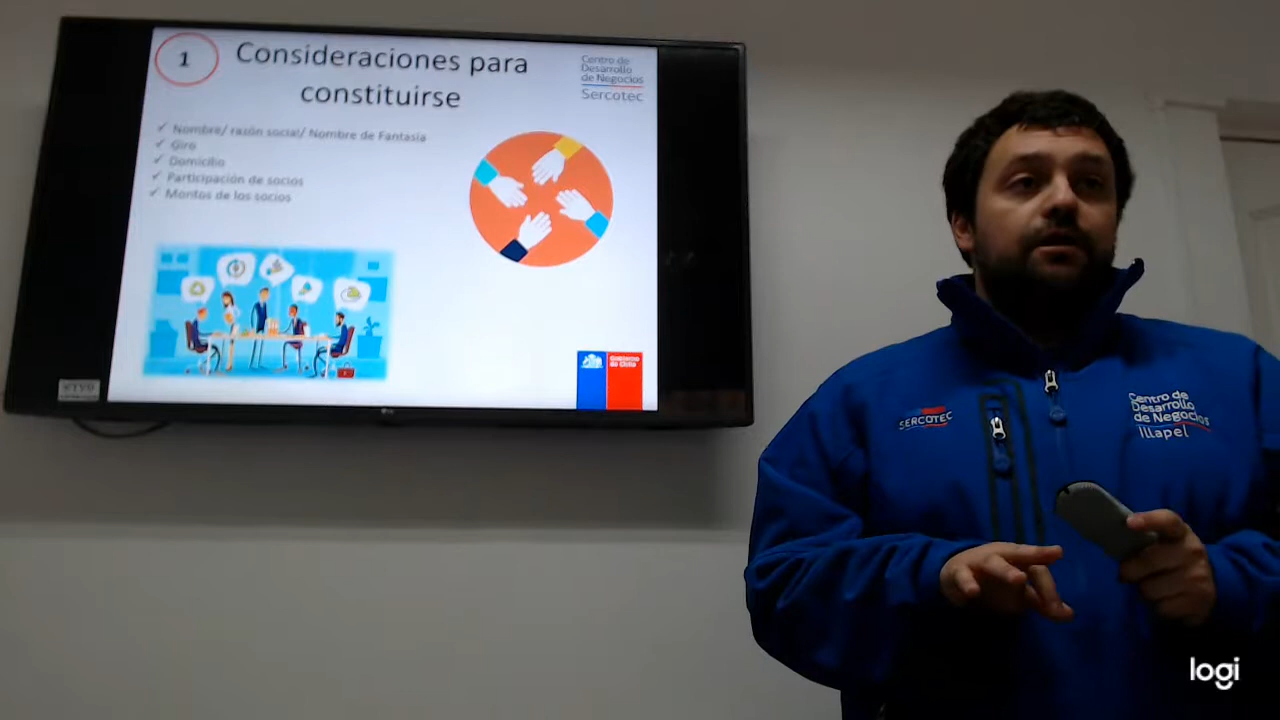 1
Consideraciones para
constituirse
Centro de
Desarrollo
de Negocios
Sercotec
✓ Nombre/ razón social/ Nombre de Fantasía
✓ Giro
✓ Domicilio
✓ Participación de socios
✓ Montos de los socios
Gobierno
de Chile
LG
SERCOTEC
Centro de
Desarrollo
de Negocios
Illapel
logi